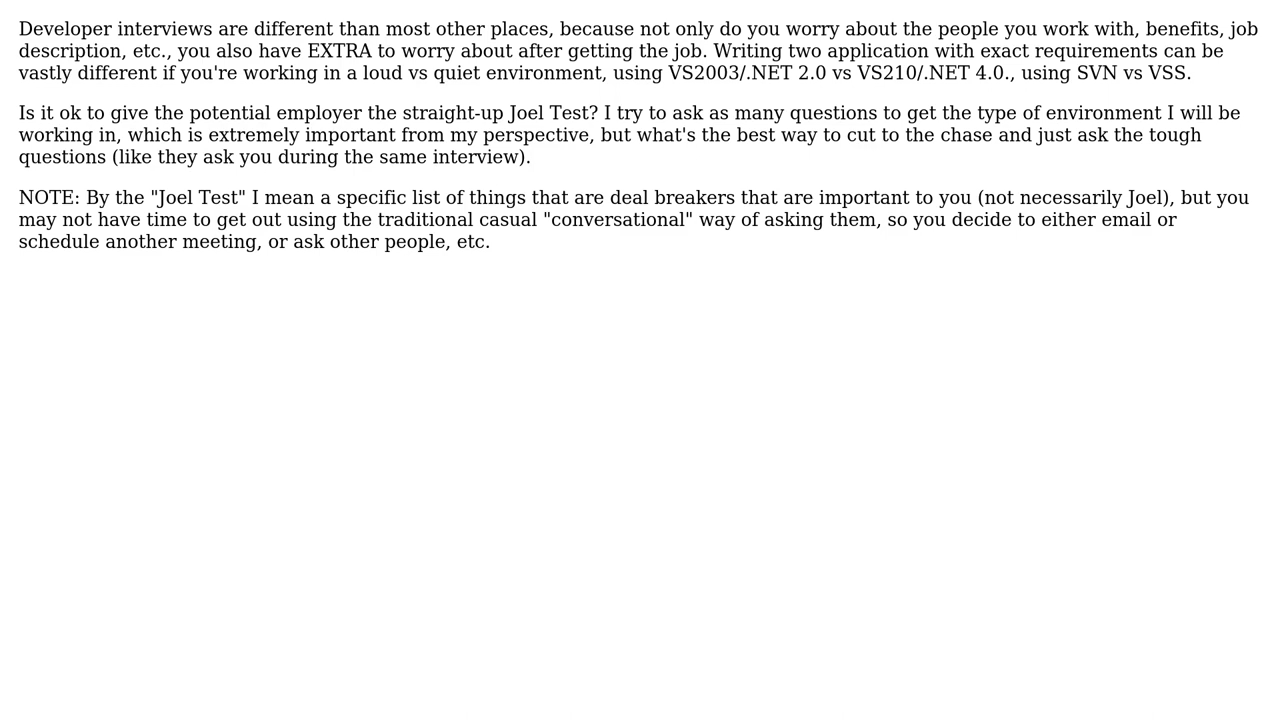 Developer interviews are different than most other places, because not only do you worry about the people you work with, benefits, job
description, etc., you also have EXTRA to worry about after getting the job. Writing two application with exact requirements can be
vastly different if you're working in a loud vs quiet environment, using VS2003/.NET 2.0 vs VS210/.NET 4.0., using SVN vs VSS.
Is it ok to give the potential employer the straight-up Joel Test? I try to ask as many questions to get the type of environment I will be
working in, which is extremely important from my perspective, but what's the best way to cut to the chase and just ask the tough
questions (like they ask you during the same interview).
NOTE: By the "Joel Test" I mean a specific list of things that are deal breakers that are important to you (not necessarily Joel), but you
may not have time to get out using the traditional casual "conversational" way of asking them, so you decide to either email or
schedule another meeting, or ask other people, etc.